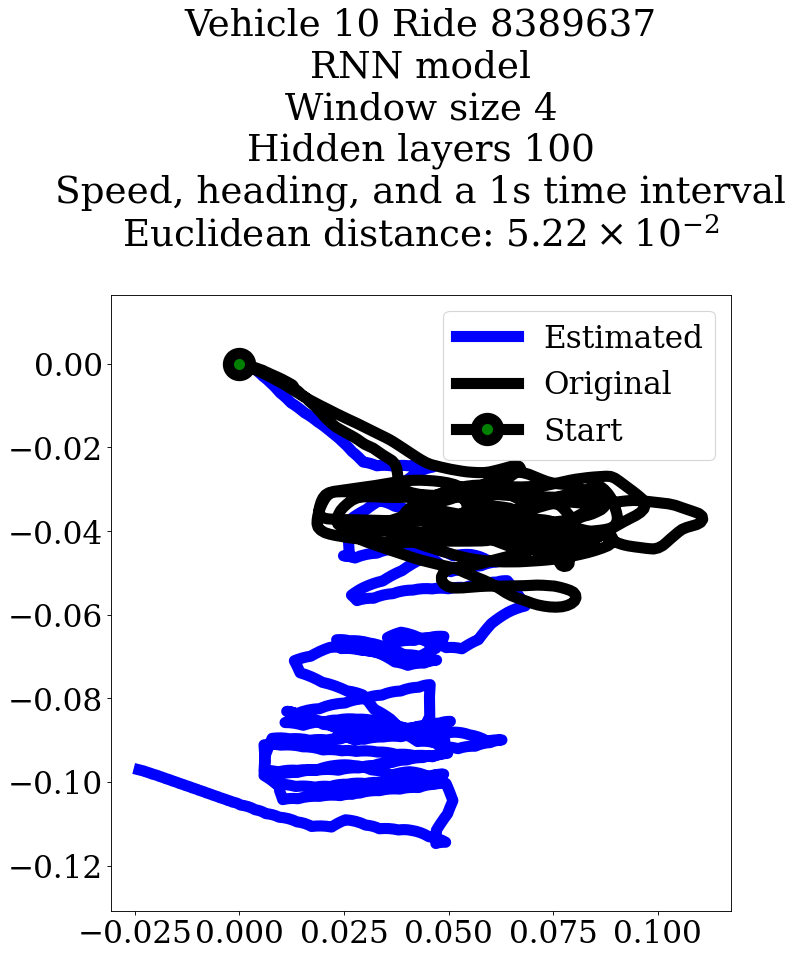 Vehicle 10 Ride 8389637
RNN model
Window size 4
Hidden layers 100
Speed, heading, and a 1s time interval
Euclidean distance: 5.22 × 10⁻²
Estimated
Original
Start
0.00
−0.02
−0.04
−0.06
−0.08
−0.10
−0.12
−0.025 0.000 0.025 0.050 0.075 0.100